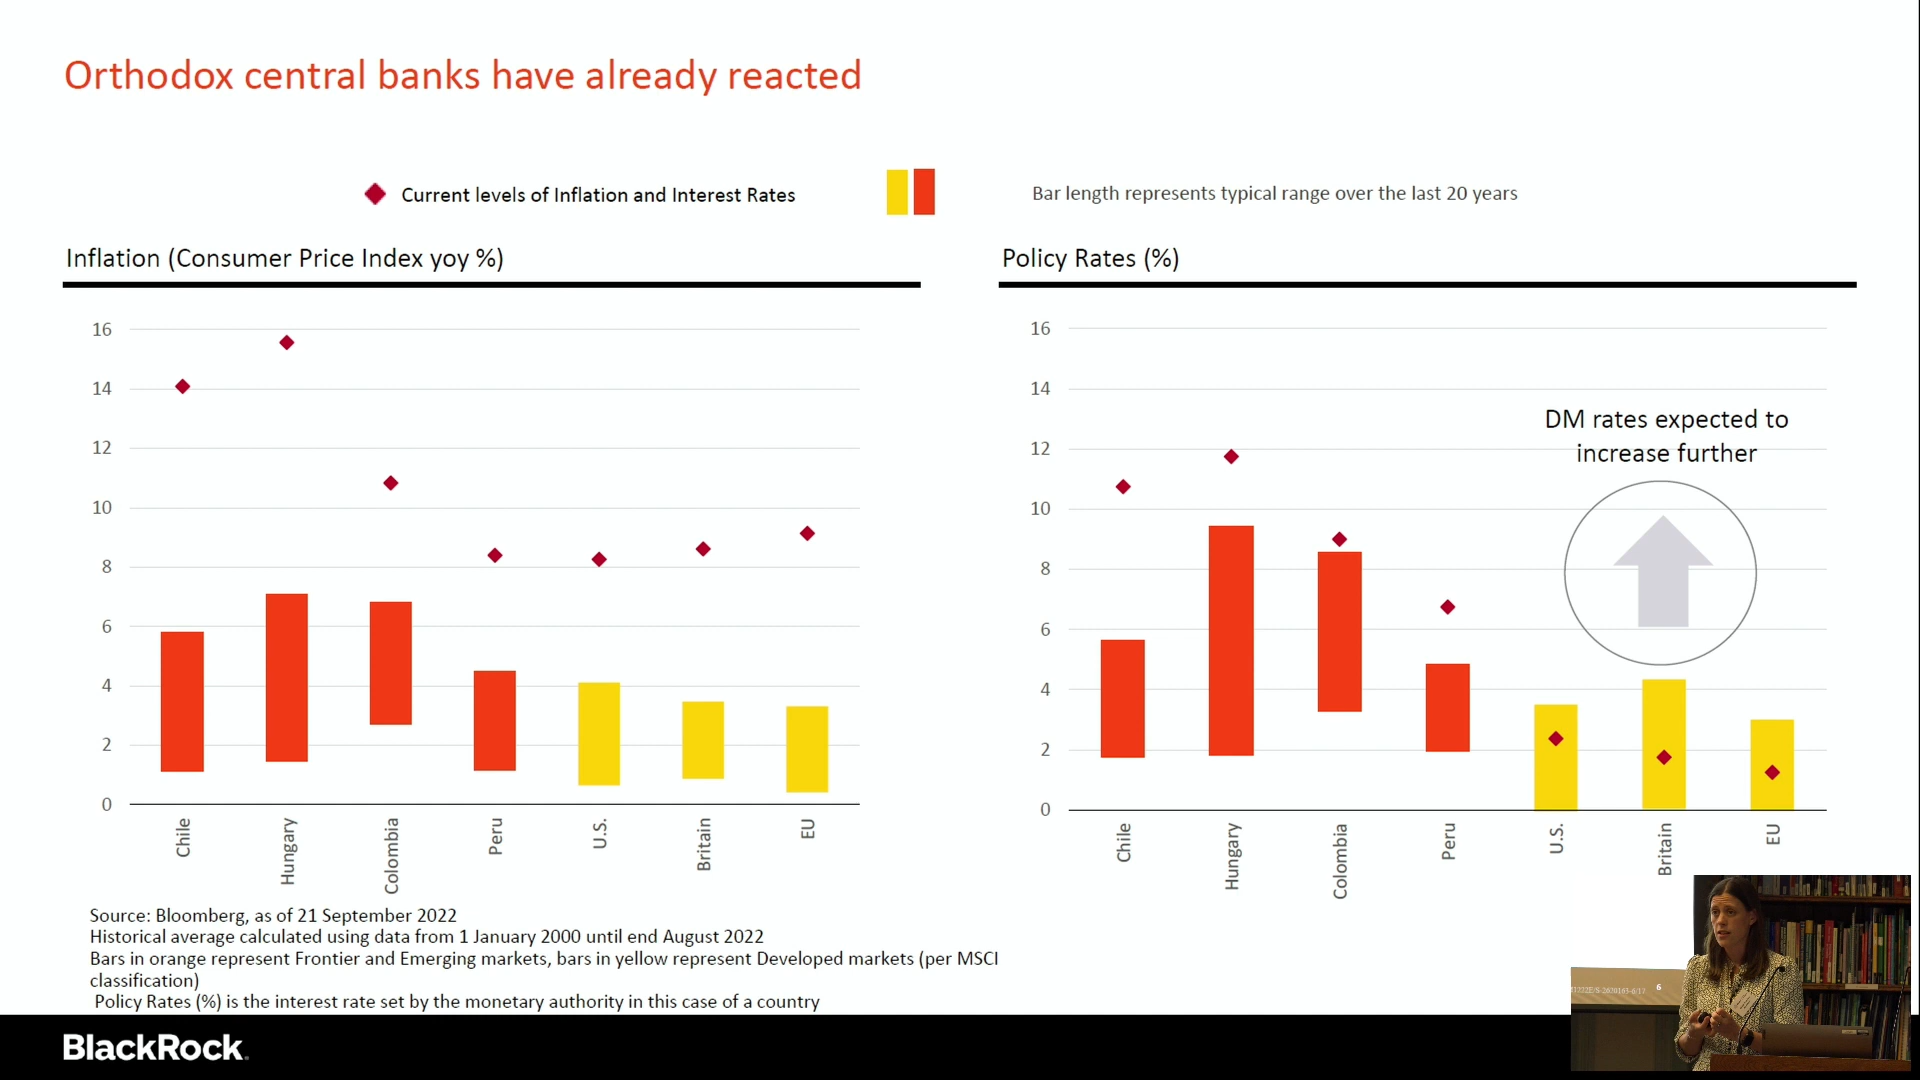 Orthodox central banks have already reacted
Current levels of Inflation and Interest Rates
Bar length represents typical range over the last 20 years
Inflation (Consumer Price Index yoy %)
16
14
12
10
8
6
4
2
0
Chile
Hungary
Colombia
Peru
U.S.
Britain
EU
Policy Rates (%)
16
14
12
10
8
6
4
2
0
DM rates expected to
increase further
Chile
Hungary
Colombia
Peru
U.S.
Britain
EU
Source: Bloomberg, as of 21 September 2022
Historical average calculated using data from 1 January 2000 until end August 2022
Bars in orange represent Frontier and Emerging markets, bars in yellow represent Developed markets (per MSCI
classification)
Policy Rates (%) is the interest rate set by the monetary authority in this case of a country
BlackRock.
6